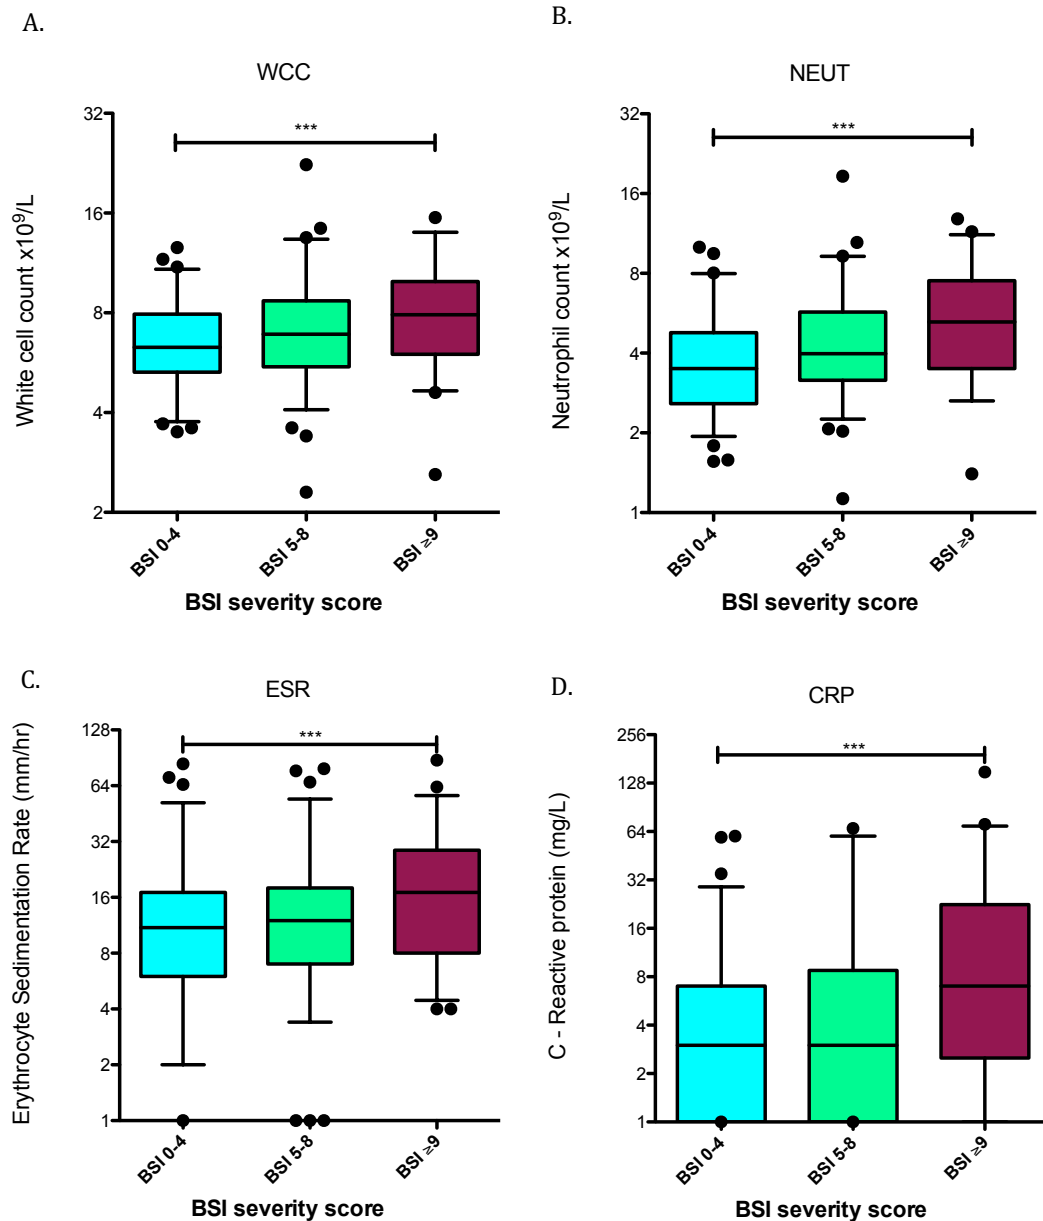 A.
WCC
White cell count x10⁹/L
32
16
8
4
2
***
BSI 0-4
BSI 5-8
BSI ≥9
BSI severity score
B.
NEUT
Neutrophil count x10⁹/L
32
16
8
4
2
1
***
BSI 0-4
BSI 5-8
BSI ≥9
BSI severity score
C.
ESR
Erythrocyte Sedimentation Rate (mm/hr)
128
64
32
16
8
4
2
1
***
BSI 0-4
BSI 5-8
BSI ≥9
BSI severity score
D.
CRP
C - Reactive protein (mg/L)
256
128
64
32
16
8
4
2
1
***
BSI 0-4
BSI 5-8
BSI ≥9
BSI severity score